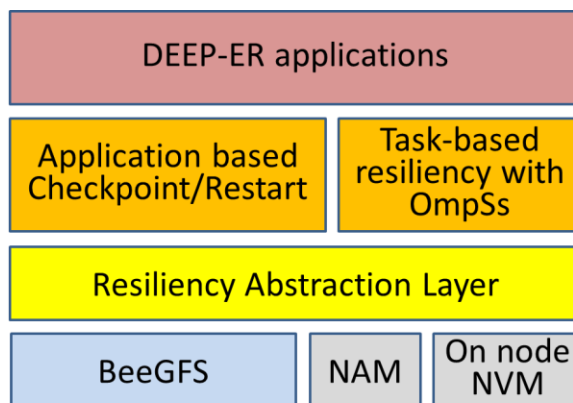 DEEP-ER applications
Application based
Checkpoint/Restart
Task-based
resiliency with
OmpSs
Resiliency Abstraction Layer
BeeGFS
NAM
On node
NVM